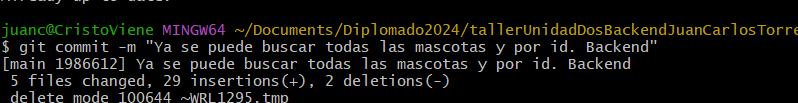 juanc@CristoViene MINGW64 ~/Documents/Diplomado2024/tallerUnidadDosBackendJuanCarlosTorre
$ git commit -m "Ya se puede buscar todas las mascotas y por id. Backend"
[main 1986612] Ya se puede buscar todas las mascotas y por id. Backend
 5 files changed, 29 insertions(+), 2 deletions(-)
 delete mode 100644 ~WRL1295.tmp